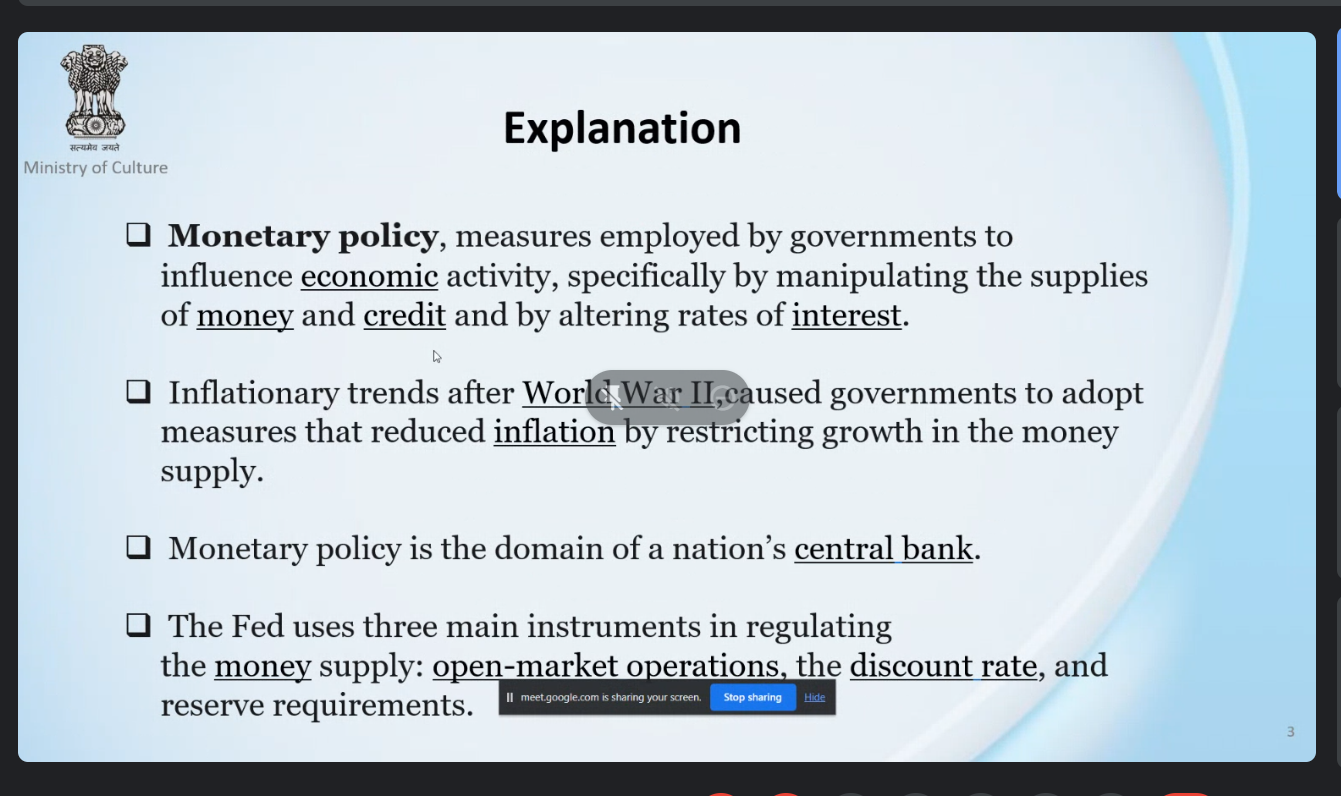 सत्यमेव जयते
Ministry of Culture
Explanation
❑ Monetary policy, measures employed by governments to
influence economic activity, specifically by manipulating the supplies
of money and credit and by altering rates of interest.
❑ Inflationary trends after World War II,caused governments to adopt
measures that reduced inflation by restricting growth in the money
supply.
❑ Monetary policy is the domain of a nation’s central bank.
❑ The Fed uses three main instruments in regulating
the money supply: open-market operations, the discount rate, and
reserve requirements.
meet.google.com is sharing your screen. Stop sharing Hide
3